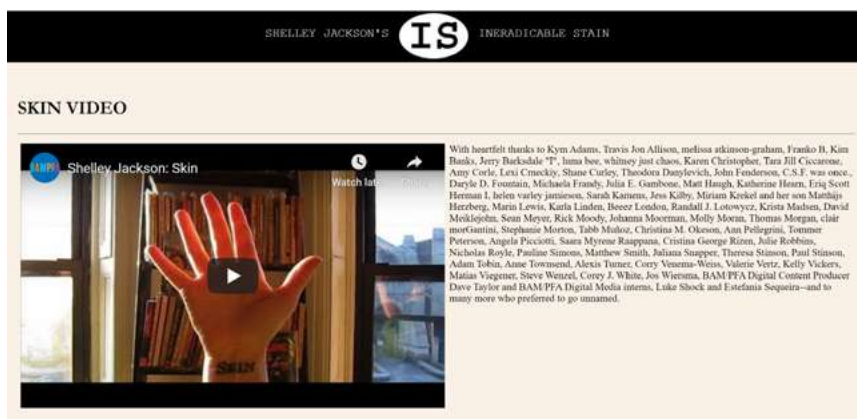 SHELLEY JACKSON'S IS INERADICABLE STAIN
SKIN VIDEO
Shelley Jackson: Skin
Watch lat
SKIN
With heartfelt thanks to Kym Adams, Travis Jon Allison, melissa atkinson-graham, Franko B, Kim
Banks, Jerry Barksdale "I", luna bee, whitney just chaos, Karen Christopher, Tara Jill Ciccarone,
Amy Corle, Lexi Cmeckiy, Shane Curley, Theodora Danylevich, John Fenderson, C.S.F. was once.,
Daryle D. Fountain, Michaela Frandy, Julia E. Gambone, Matt Haugh, Katherine Hearn, Eriq Scott
Herman I, helen varley jamieson, Sarah Kamens, Jess Kilby, Miriam Krekel and her son Matthijs
Herzberg, Marin Lewis, Karla Linden, Beeez London, Randall J. Lotowycz, Krista Madsen, David
Meiklejohn, Sean Meyer, Rick Moody, Johanna Moorman, Molly Moran, Thomas Morgan, clair
morGantini, Stephanie Morton, Tabb Muñoz, Christina M. Okeson, Ann Pellegrini, Tommer
Peterson, Angela Picciotti, Saara Myrene Raappana, Cristina George Rizen, Julie Robbins,
Nicholas Royle, Pauline Simons, Matthew Smith, Juliana Snapper, Theresa Stinson, Paul Stinson,
Adam Tobin, Anne Townsend, Alexis Turner, Corry Venema-Weiss, Valerie Vertz, Kelly Vickers,
Matias Viegener, Steve Wenzel, Corey J. White, Jos Wiersma, BAM/PFA Digital Content Producer
Dave Taylor and BAM/PFA Digital Media interns, Luke Shock and Estefania Sequeira--and to
many more who preferred to go unnamed.